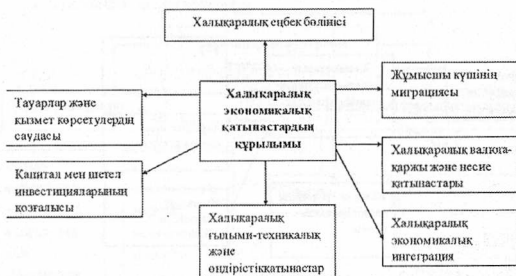 Халықаралық еңбек бөлінісі
Тауарлар және
қызмет көрсетулердің
саудасы
Халықаралық
экономикалық
қатынастардың
құрылымы
Жұмысшы күшінің
миграциясы
Капитал мен шетел
инвестицияларының
қозғалысы
Халықаралық валюта-
қаржы және несие
қатынастары
Халықаралық
ғылыми-техникалық
және
өндірістікқатынастар
Халықаралық
экономикалық
интеграция